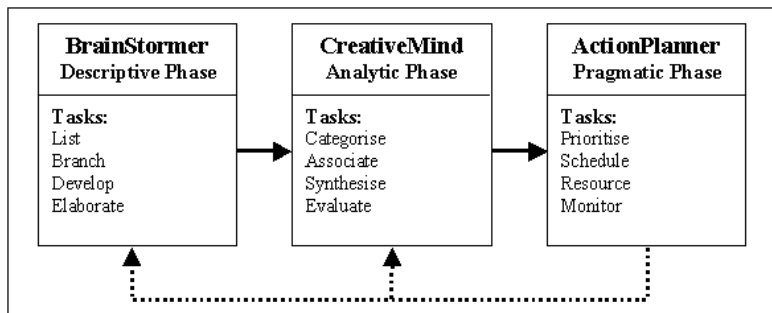 BrainStormer
Descriptive Phase
Tasks:
List
Branch
Develop
Elaborate
CreativeMind
Analytic Phase
Tasks:
Categorise
Associate
Synthesise
Evaluate
ActionPlanner
Pragmatic Phase
Tasks:
Prioritise
Schedule
Resource
Monitor